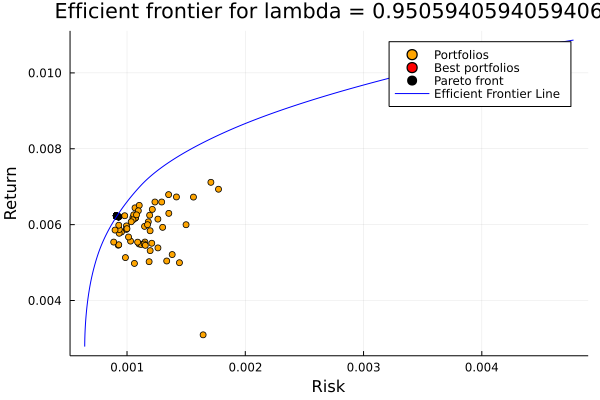 Efficient frontier for lambda = 0.9505940594059406
Portfolios
Best portfolios
Pareto front
Efficient Frontier Line
Return
0.010
0.008
0.006
0.004
0.001
0.002
0.003
0.004
Risk